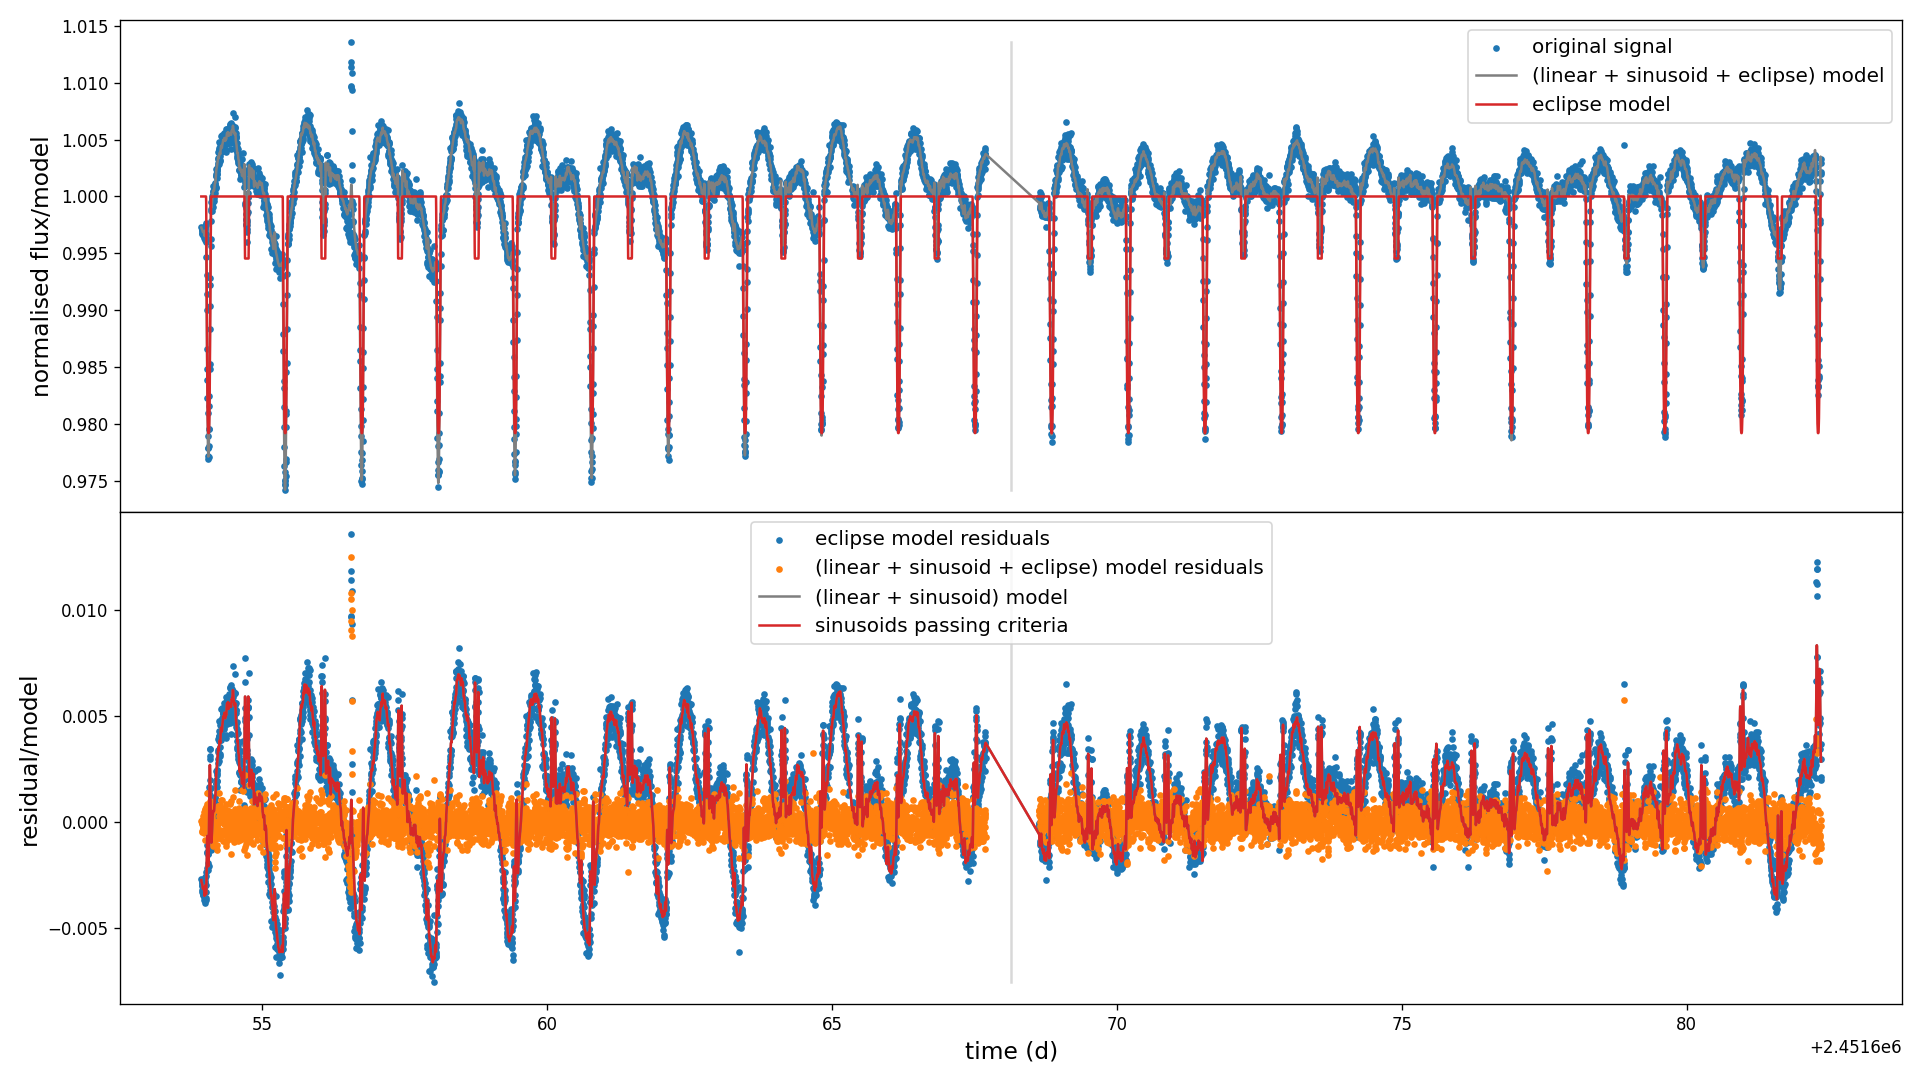 normalised flux/model
1.015
1.010
1.005
1.000
0.995
0.990
0.985
0.980
0.975
original signal
(linear + sinusoid + eclipse) model
eclipse model
residual/model
0.010
0.005
0.000
−0.005
eclipse model residuals
(linear + sinusoid + eclipse) model residuals
(linear + sinusoid) model
sinusoids passing criteria
55
60
65
70
75
80
time (d)
+2.4516e6